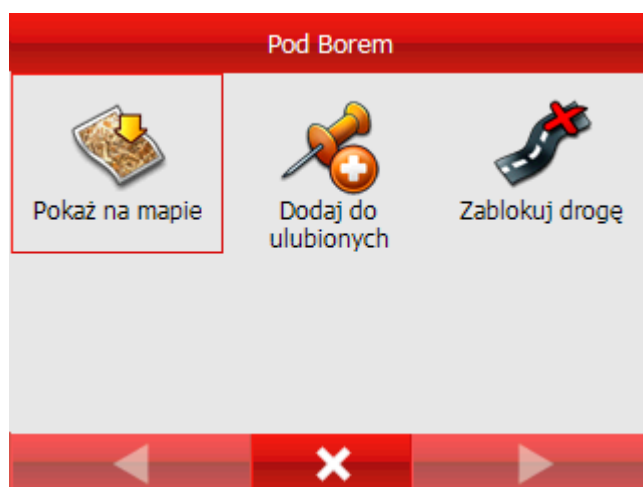 Pod Borem
Pokaż na mapie
Dodaj do
ulubionych
Zablokuj drogę